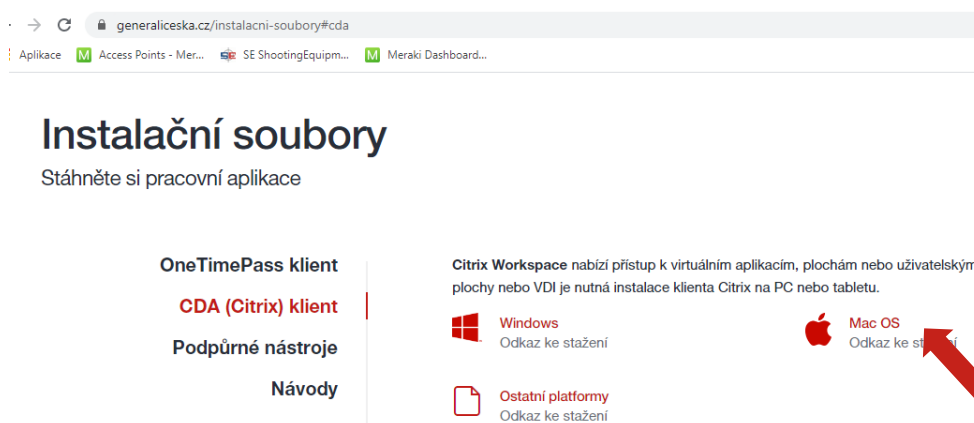 generaliceska.cz/instalacni-soubory#cda
Aplikace M Access Points - Mer... SE SE ShootingEquipm... M Meraki Dashboard...
Instalační soubory
Stáhněte si pracovní aplikace
OneTimePass klient
CDA (Citrix) klient
Podpůrné nástroje
Návody
Citrix Workspace nabízí přístup k virtuálním aplikacím, plochám nebo uživatelským
plochy nebo VDI je nutná instalace klienta Citrix na PC nebo tabletu.
Windows
Odkaz ke stažení
Mac OS
Odkaz ke
Ostatní platformy
Odkaz ke stažení